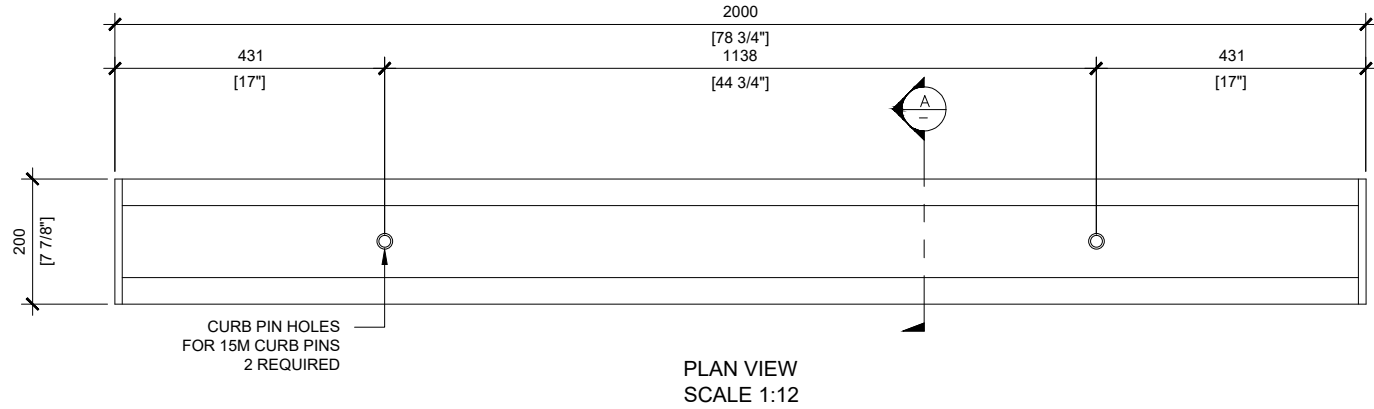 2000
[78 3/4"]
431
1138
431
[17"]
[44 3/4"]
[17"]
A
–
200
[7 7/8"]
CURB PIN HOLES
FOR 15M CURB PINS
2 REQUIRED
PLAN VIEW
SCALE 1:12